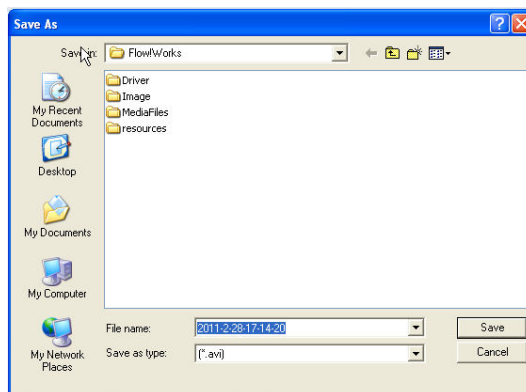 Save As
Save in:
Flow!Works
Driver
Image
MediaFiles
resources
My Recent
Documents
Desktop
My Documents
My Computer
My Network
Places
File name:
2011-2-28-17-14-20
Save
Save as type:
(*.avi)
Cancel